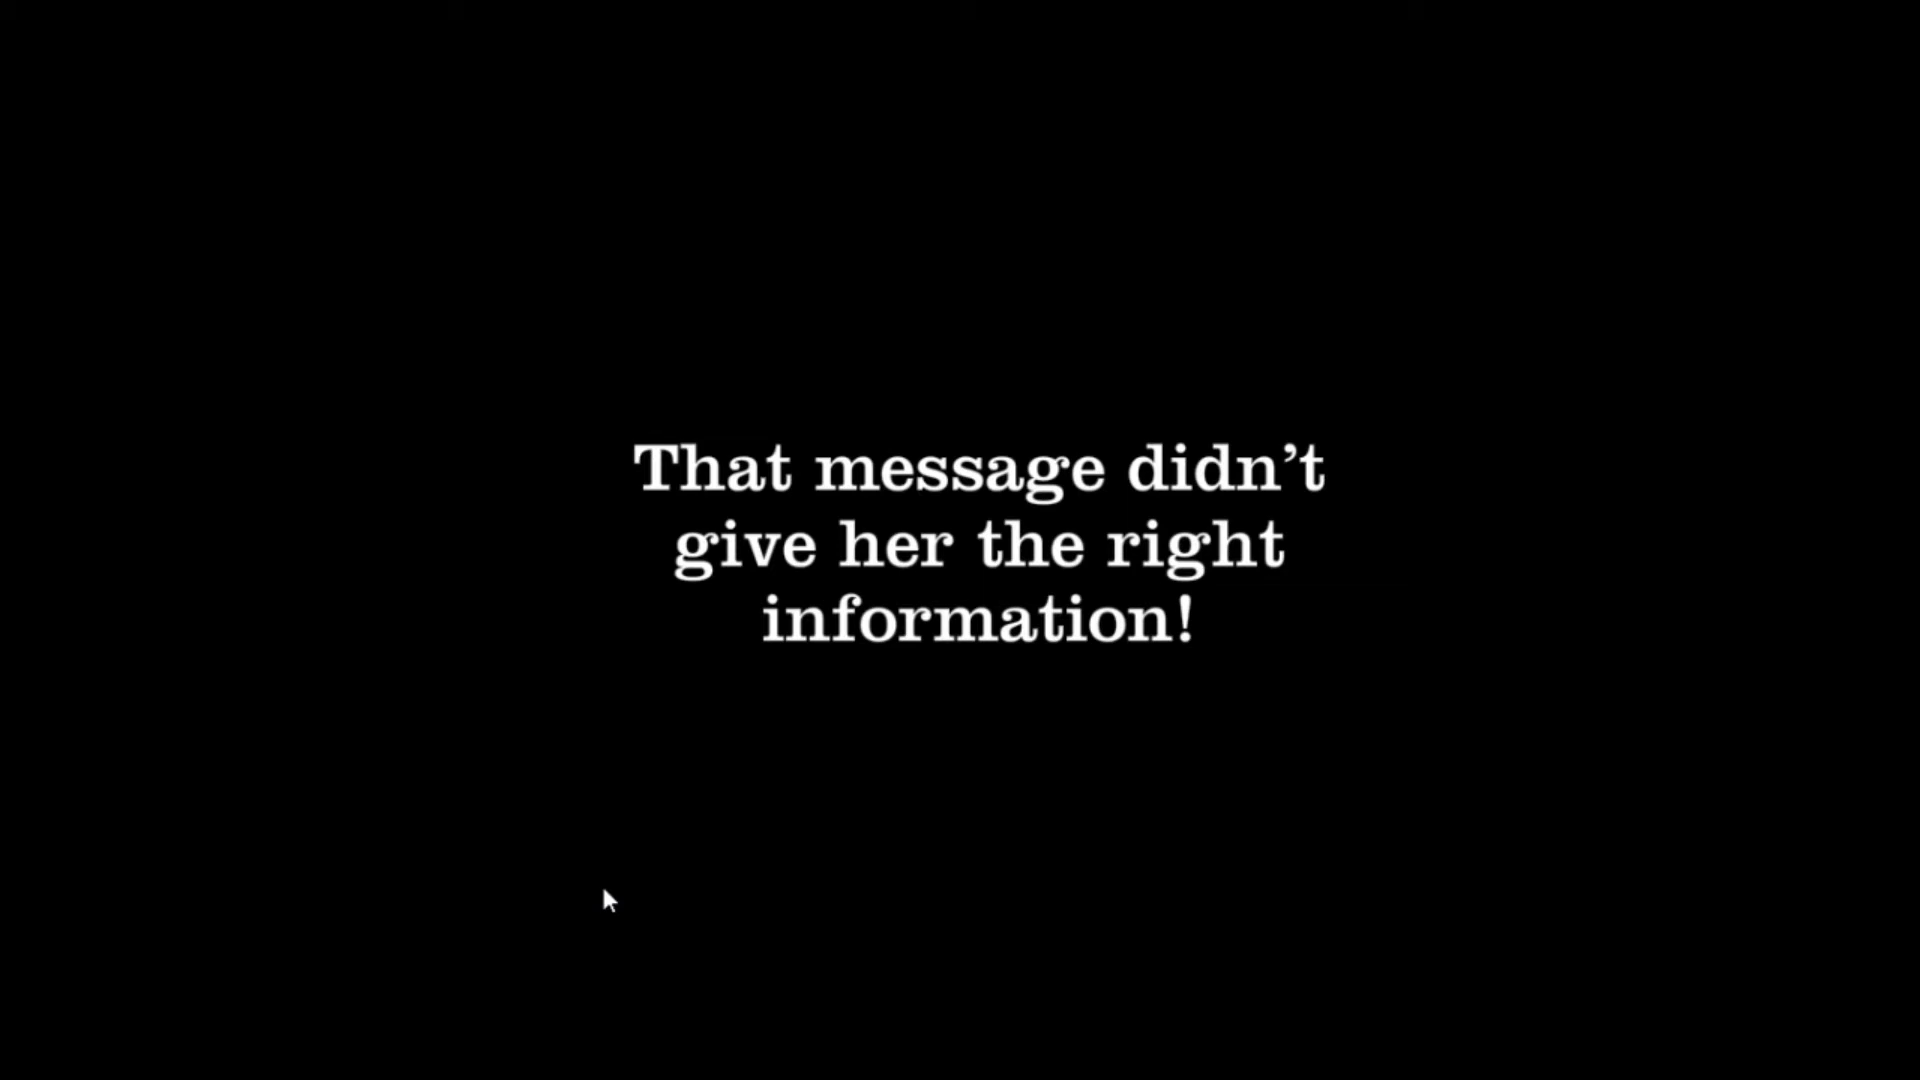 That message didn’t
give her the right
information!